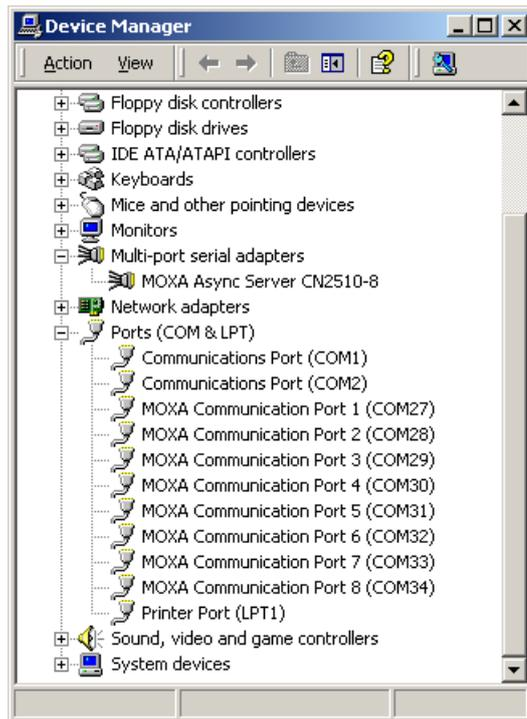 Device Manager
Action View
Floppy disk controllers
Floppy disk drives
IDE ATA/ATAPI controllers
Keyboards
Mice and other pointing devices
Monitors
Multi-port serial adapters
MOXA Async Server CN2510-8
Network adapters
Ports (COM & LPT)
Communications Port (COM1)
Communications Port (COM2)
MOXA Communication Port 1 (COM27)
MOXA Communication Port 2 (COM28)
MOXA Communication Port 3 (COM29)
MOXA Communication Port 4 (COM30)
MOXA Communication Port 5 (COM31)
MOXA Communication Port 6 (COM32)
MOXA Communication Port 7 (COM33)
MOXA Communication Port 8 (COM34)
Printer Port (LPT1)
Sound, video and game controllers
System devices